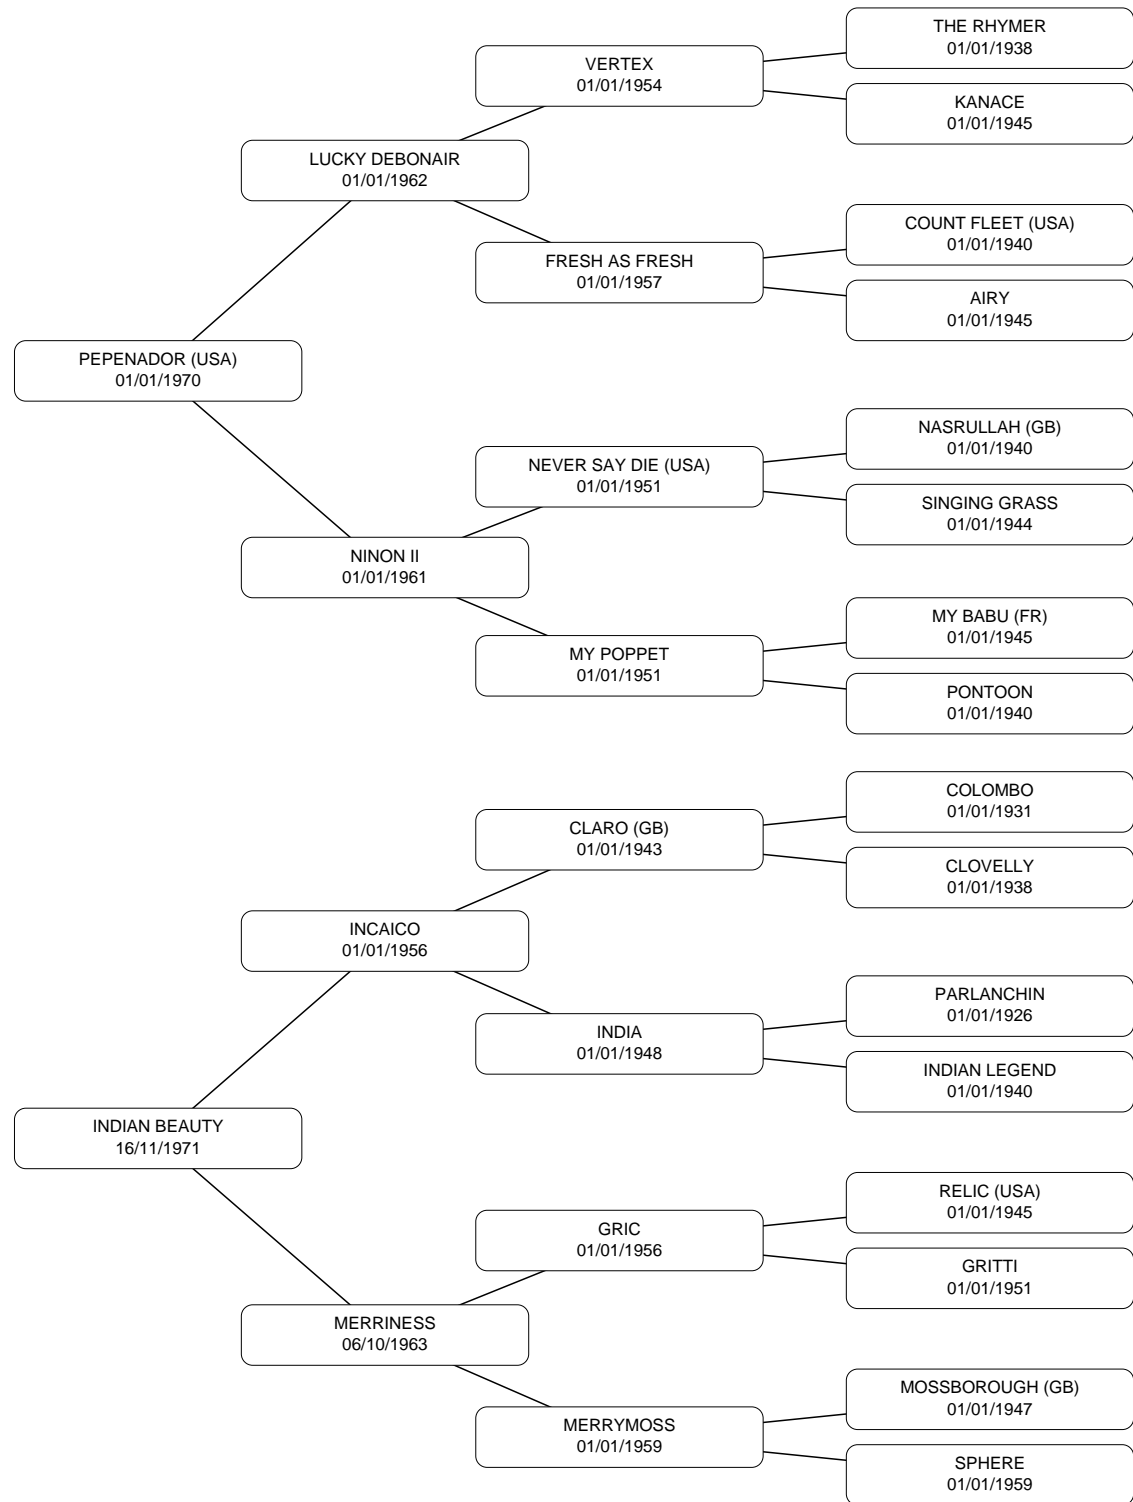 THE RHYMER
01/01/1938
VERTEX
01/01/1954
KANACE
01/01/1945
LUCKY DEBONAIR
01/01/1962
COUNT FLEET (USA)
01/01/1940
FRESH AS FRESH
01/01/1957
AIRY
01/01/1945
PEPENADOR (USA)
01/01/1970
NASRULLAH (GB)
01/01/1940
NEVER SAY DIE (USA)
01/01/1951
SINGING GRASS
01/01/1944
NINON II
01/01/1961
MY BABU (FR)
01/01/1945
MY POPPET
01/01/1951
PONTOON
01/01/1940
COLOMBO
01/01/1931
CLARO (GB)
01/01/1943
CLOVELLY
01/01/1938
INCAICO
01/01/1956
PARLANCHIN
01/01/1926
INDIA
01/01/1948
INDIAN LEGEND
01/01/1940
INDIAN BEAUTY
16/11/1971
RELIC (USA)
01/01/1945
GRIC
01/01/1956
GRITTI
01/01/1951
MERRINESS
06/10/1963
MOSSBOROUGH (GB)
01/01/1947
MERRYMOSS
01/01/1959
SPHERE
01/01/1959